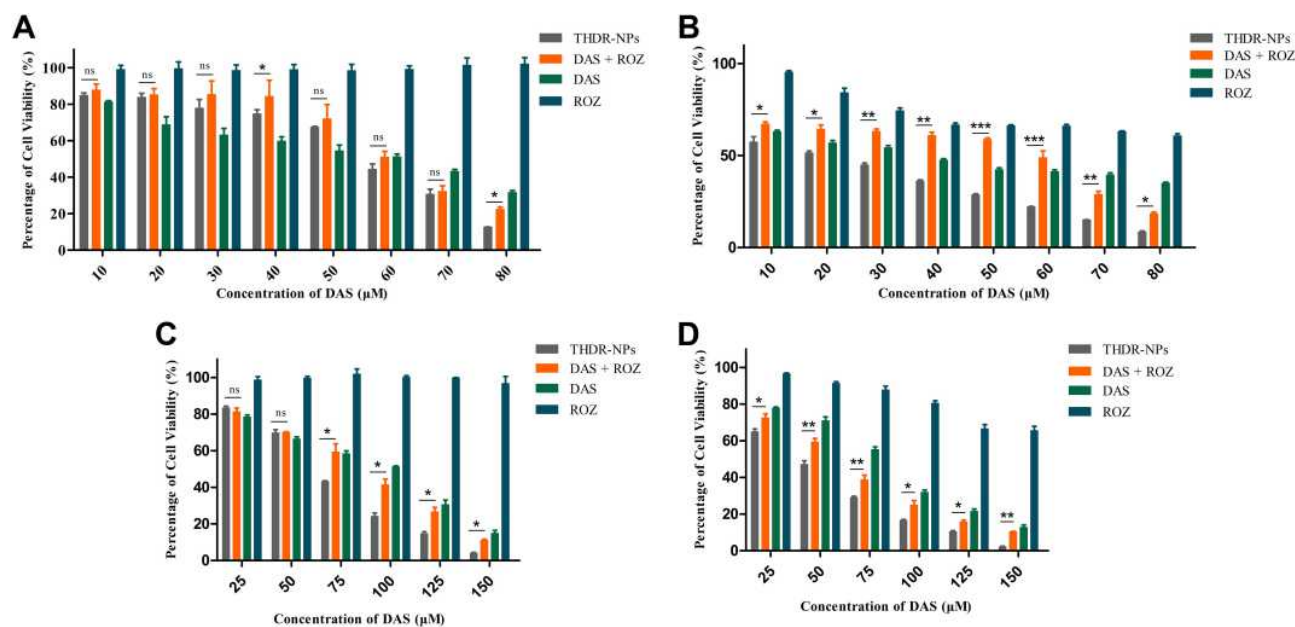 A
Percentage of Cell Viability (%)
100
80
60
40
20
0
ns
ns
ns
*
ns
ns
ns
*
10
20
30
40
50
60
70
80
Concentration of DAS (µM)
THDR-NPs
DAS + ROZ
DAS
ROZ
B
Percentage of Cell Viability (%)
100
50
0
*
*
**
**
***
***
**
*
10
20
30
40
50
60
70
80
Concentration of DAS (µM)
THDR-NPs
DAS + ROZ
DAS
ROZ
C
Percentage of Cell Viability (%)
100
80
60
40
20
0
ns
ns
*
*
*
*
25
50
75
100
125
150
Concentration of DAS (µM)
THDR-NPs
DAS + ROZ
DAS
ROZ
D
Percentage of Cell Viability (%)
100
80
60
40
20
0
*
**
**
*
*
**
25
50
75
100
125
150
Concentration of DAS (µM)
THDR-NPs
DAS + ROZ
DAS
ROZ